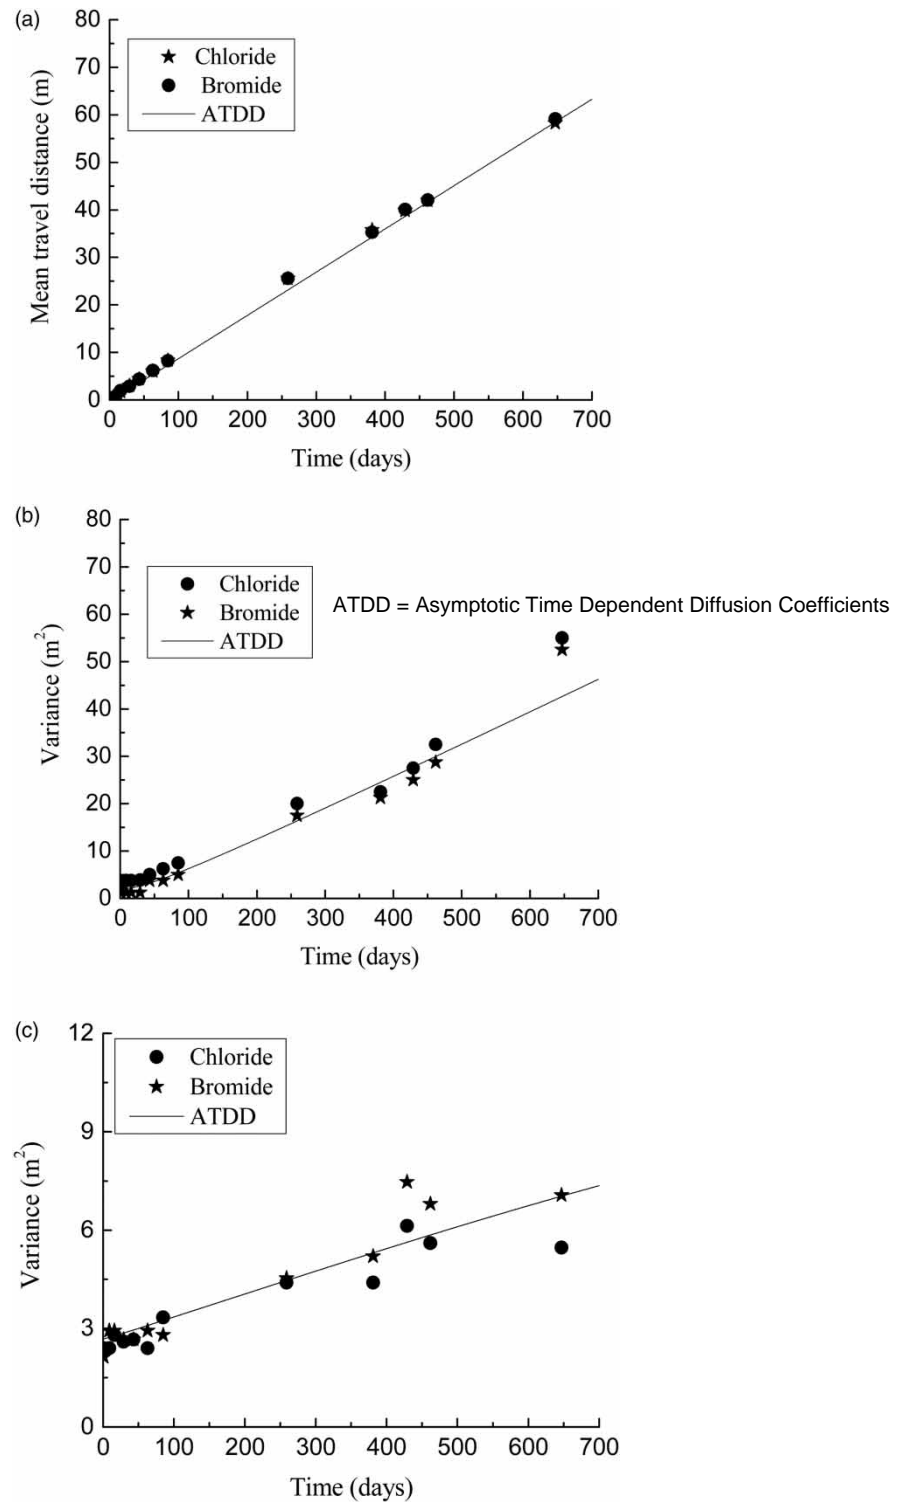 (a)
80
70
60
50
40
30
20
10
0
Mean travel distance (m)
Chloride
Bromide
ATDD
0 100 200 300 400 500 600 700
Time (days)
(b)
80
70
60
50
40
30
20
10
0
Variance (m²)
Chloride
Bromide
ATDD
ATDD = Asymptotic Time Dependent Diffusion Coefficients
0 100 200 300 400 500 600 700
Time (days)
(c)
12
9
6
3
0
Variance (m²)
Chloride
Bromide
ATDD
0 100 200 300 400 500 600 700
Time (days)